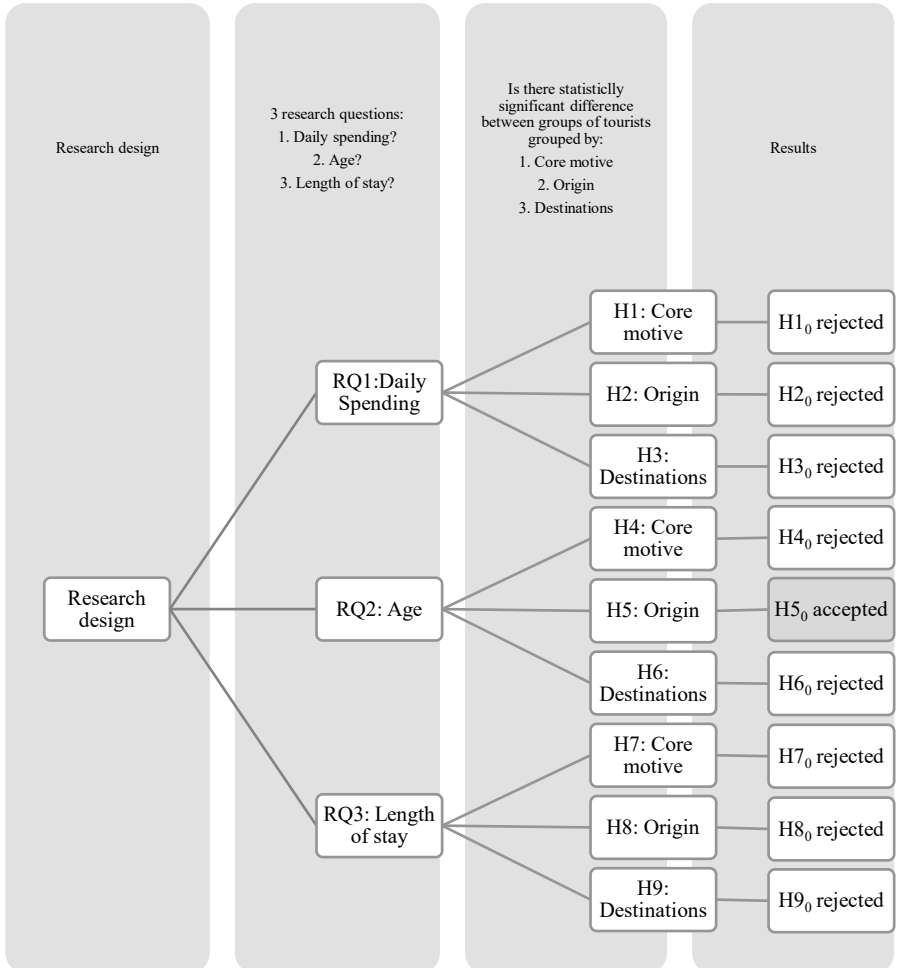 Research design
3 research questions:
1. Daily spending?
2. Age?
3. Length of stay?
Is there statisticlly
significant difference
between groups of tourists
grouped by:
1. Core motive
2. Origin
3. Destinations
Results
Research
design
RQ1:Daily
Spending
H1: Core
motive
H1₀ rejected
H2: Origin
H2₀ rejected
H3:
Destinations
H3₀ rejected
RQ2: Age
H4: Core
motive
H4₀ rejected
H5: Origin
H5₀ accepted
H6:
Destinations
H6₀ rejected
RQ3: Length
of stay
H7: Core
motive
H7₀ rejected
H8: Origin
H8₀ rejected
H9:
Destinations
H9₀ rejected